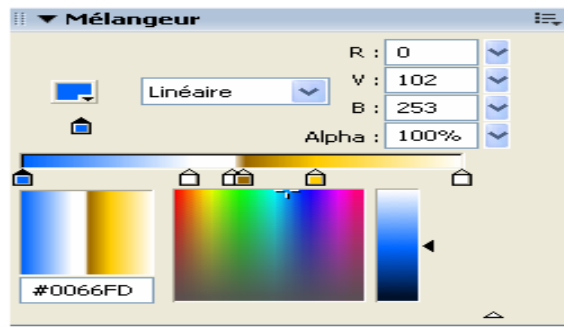 Mélangeur
R : 0
Linéaire
V : 102
B : 253
Alpha : 100%
#0066FD